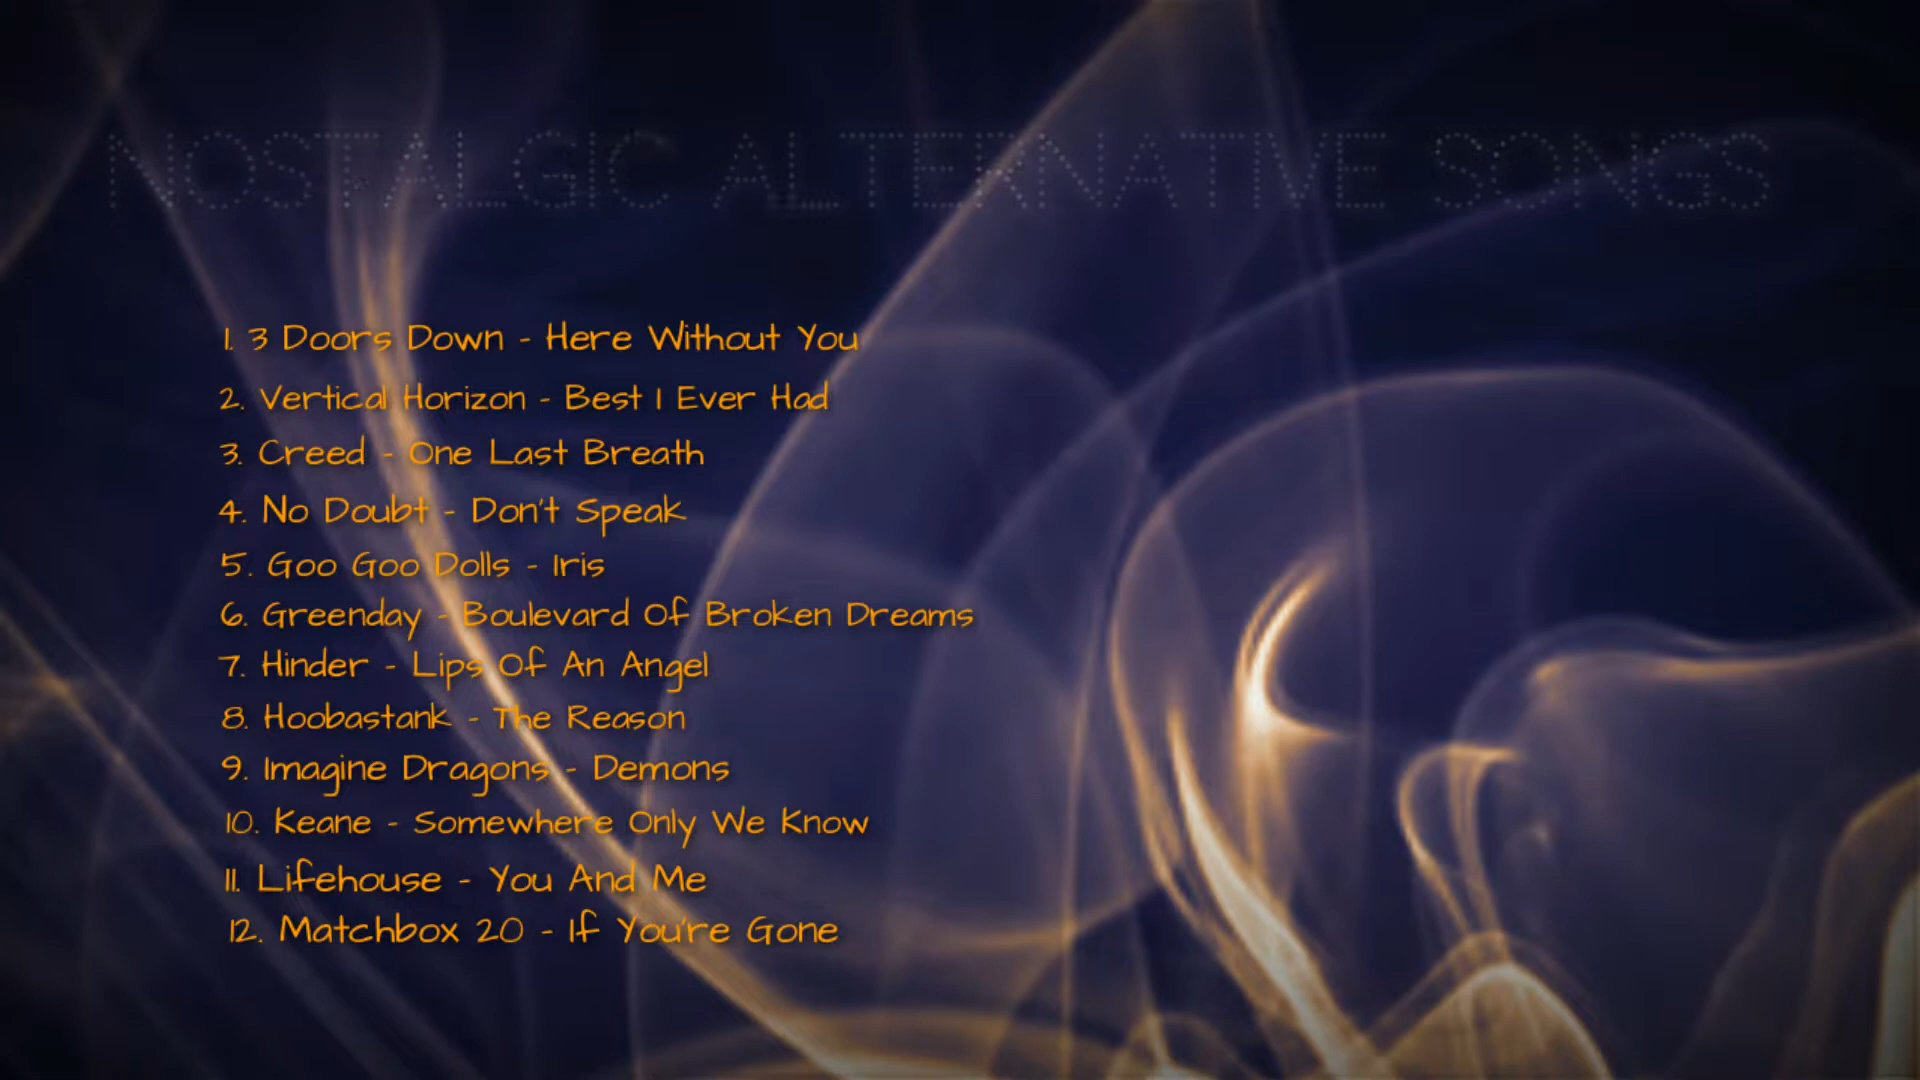 NOSTALGIC ALTERNATIVE SONGS
1. 3 Doors Down - Here Without You
2. Vertical Horizon - Best I Ever Had
3. Creed - One Last Breath
4. No Doubt - Don't Speak
5. Goo Goo Dolls - Iris
6. Greenday - Boulevard Of Broken Dreams
7. Hinder - Lips Of An Angel
8. Hoobastank - The Reason
9. Imagine Dragons - Demons
10. Keane - Somewhere Only We Know
11. Lifehouse - You And Me
12. Matchbox 20 - If You're Gone